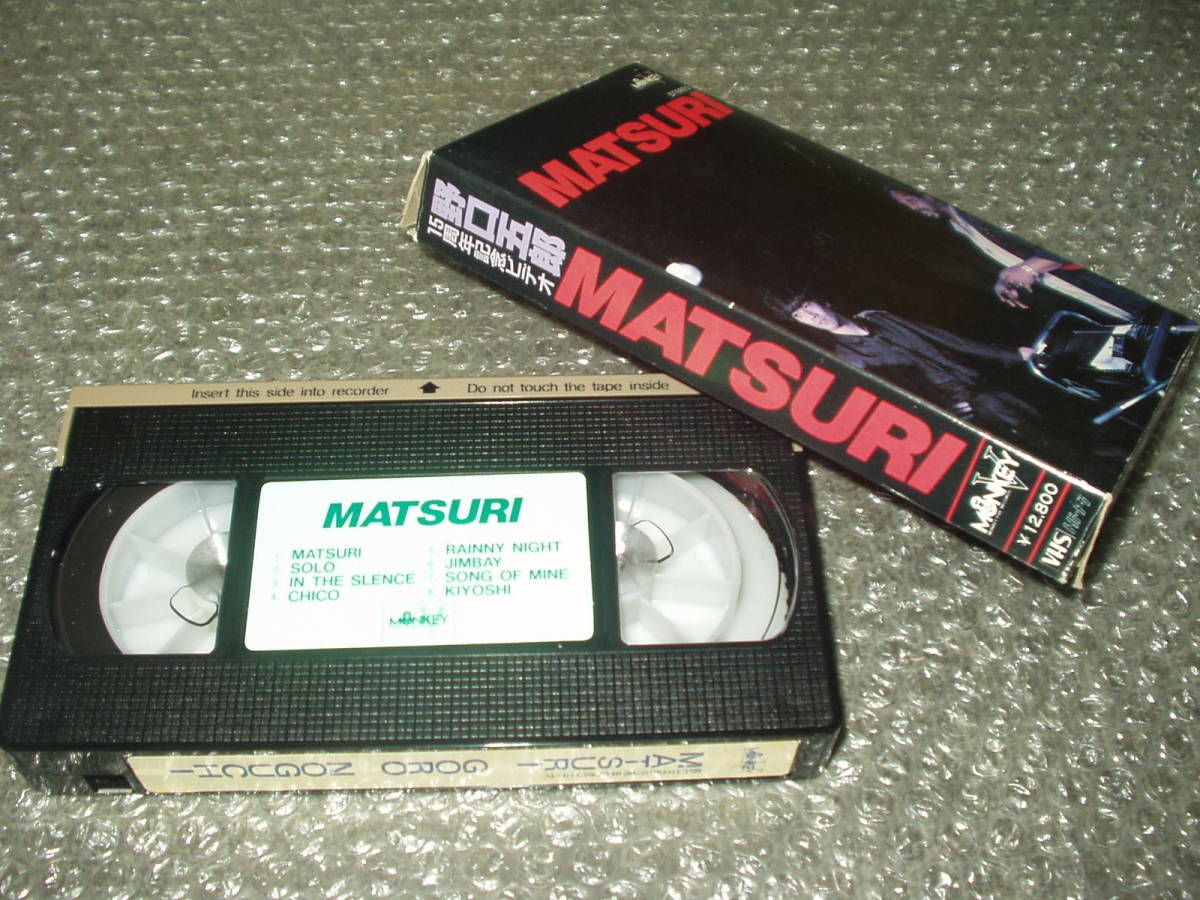 MONKEY
STEREO
MATSURI
野口五郎
15周年記念ビデオ
MATSURI
MONKEY
V
¥12,800
VHS
Insert this side into recorder
Do not touch the tape inside
MATSURI
MATSURI
SOLO
IN THE SLENCE
CHICO
RAINNY NIGHT
JIMBAY
SONG OF MINE
KIYOSHI
MONKEY
MATSURI GORO NOGUCHI